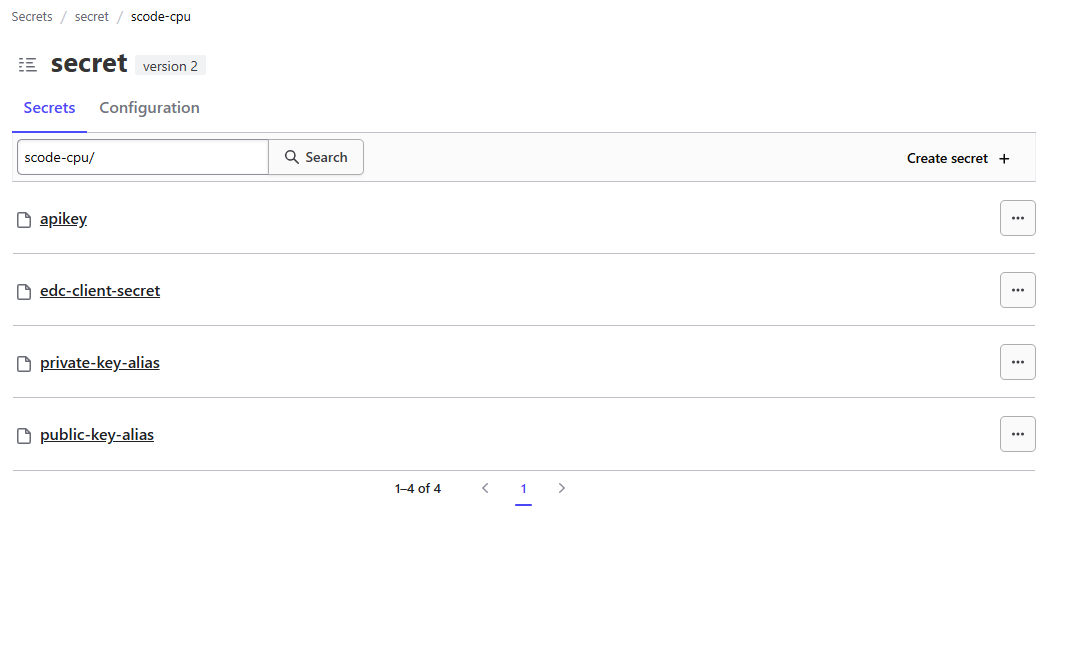 Secrets / secret / scode-cpu
secret version 2
Secrets Configuration
scode-cpu/ Search Create secret +
apikey
edc-client-secret
private-key-alias
public-key-alias
1–4 of 4 1